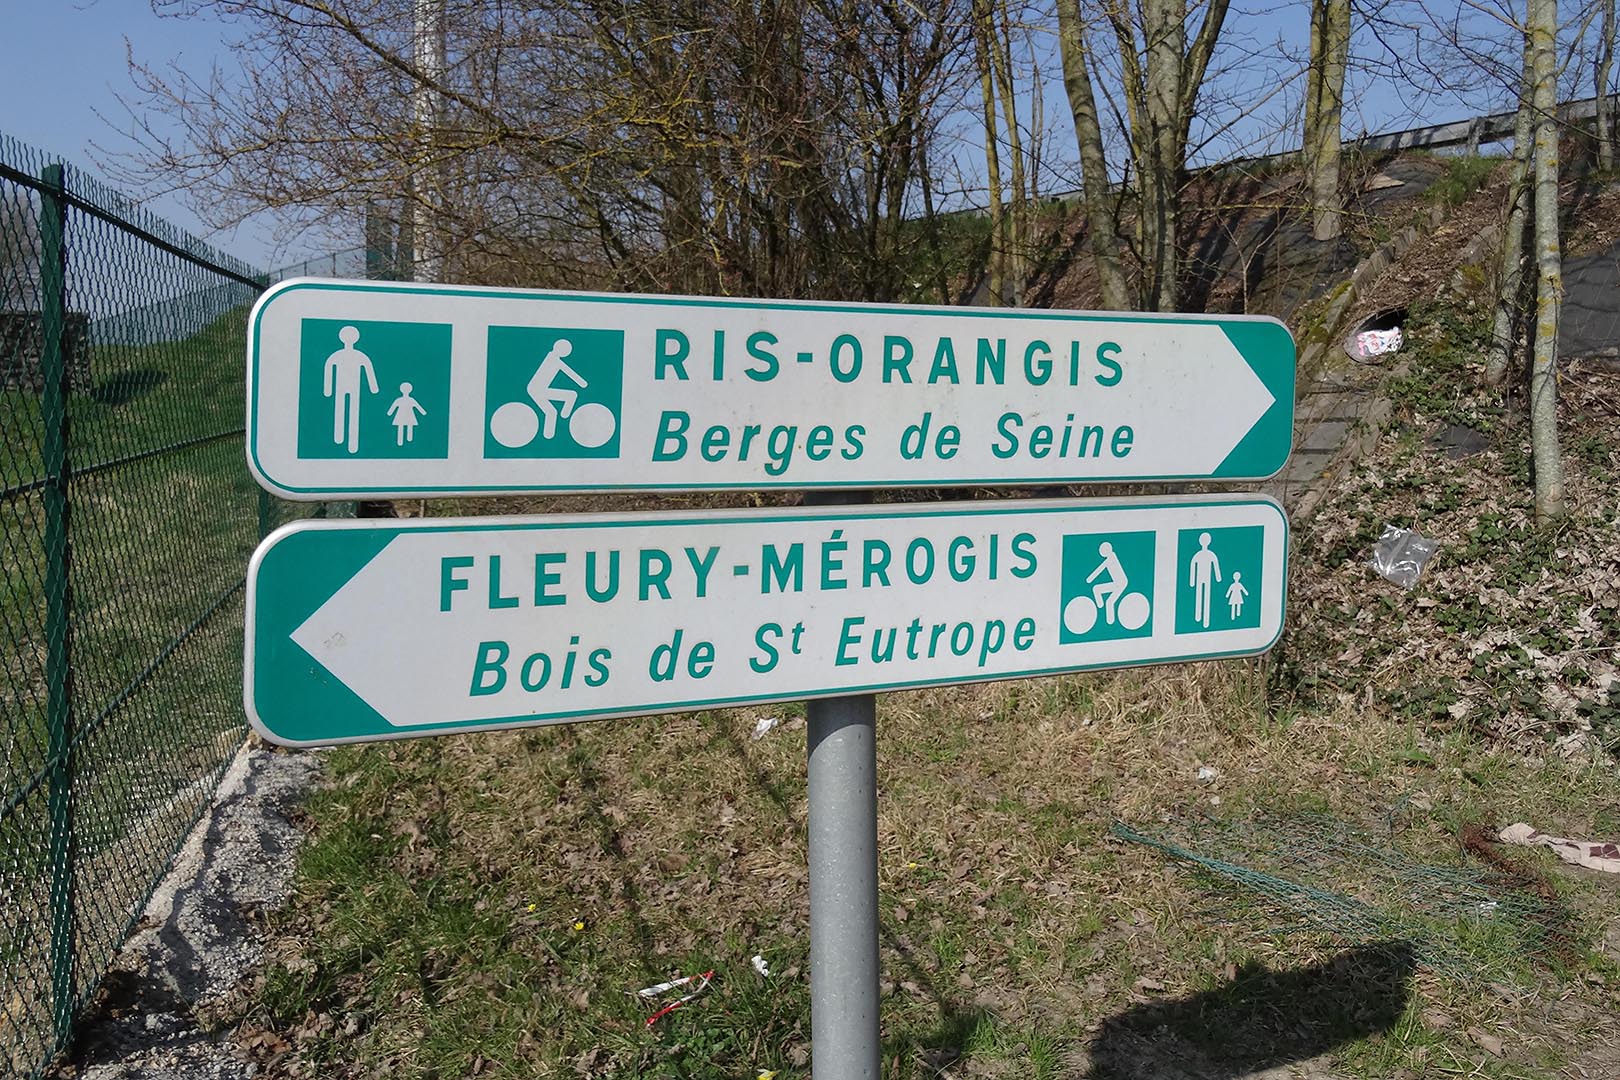 RIS-ORANGIS
Berges de Seine
FLEURY-MÉROGIS
Bois de St Eutrope